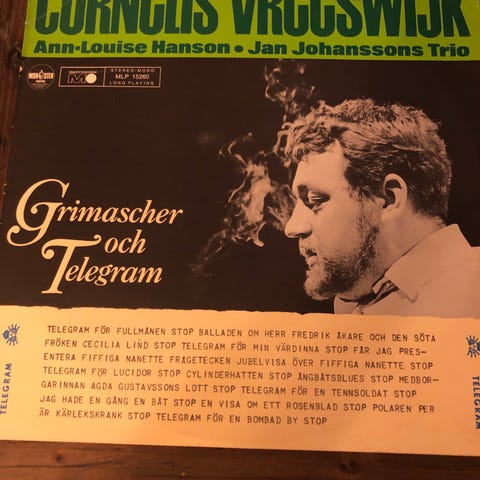 CORNELIS VREESWIJK
Ann-Louise Hanson • Jan Johanssons Trio
metronome
STEREO-MONO
MLP 15260
LONG PLAYING
Grimascher
och
Telegram
TELEGRAM FÖR FULLMÅNEN STOP BALLADEN OM HERR FREDRIK ÅKARE OCH DEN SÖTA
FRÖKEN CECILIA LIND STOP TELEGRAM FÖR MIN VÄRDINNA STOP FÅR JAG PRES-
ENTERA FIFFIGA NANETTE FRÅGETECKEN JUBELVISA ÖVER FIFFIGA NANETTE STOP
TELEGRAM FÖR LUCIDOR STOP CYLINDERHATTEN STOP ÅNGBÅTSBLUES STOP MEDBOR-
GARINNAN AGDA GUSTAVSSONS LOTT STOP TELEGRAM FÖR EN TENNSOLDAT STOP
JAG HADE EN GÅNG EN BÅT STOP EN VISA OM ETT ROSENBLAD STOP POLAREN PER
ÄR KÄRLEKSKRANK STOP TELEGRAM FÖR EN BOMBAD BY STOP
TELEGRAM
TELEGRAM